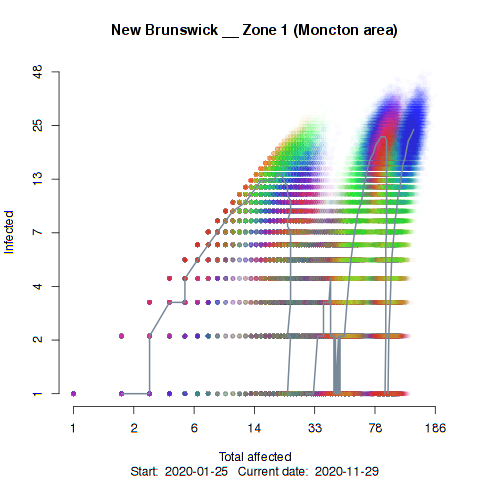 New Brunswick __ Zone 1 (Moncton area)
48
25
13
7
4
2
1
Infected
1 2 6 14 33 78 186
Total affected
Start: 2020-01-25 Current date: 2020-11-29